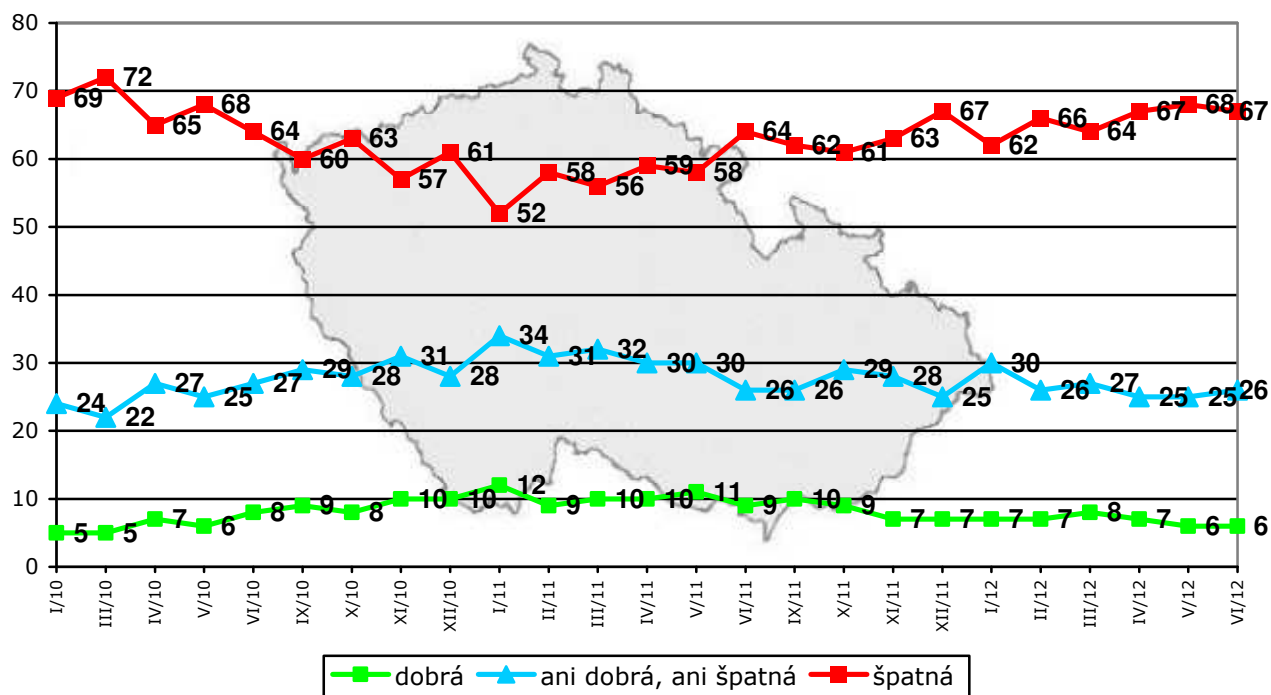 80
70
60
50
40
30
20
10
0
69 72 65 68 64 60 63 57 61 52 58 56 59 58 64 62 61 63 67 62 66 64 67 68 67
24 22 27 25 27 29 28 31 28 34 31 32 30 30 26 26 29 28 25 30 26 27 25 25 26
5 5 7 6 8 9 8 10 10 12 9 10 10 11 9 10 9 7 7 7 7 8 7 6 6
I/10 III/10 IV/10 V/10 VI/10 IX/10 X/10 XI/10 XII/10 I/11 II/11 III/11 IV/11 V/11 VI/11 IX/11 X/11 XI/11 XII/11 I/12 II/12 III/12 IV/12 V/12 VI/12
dobrá ani dobrá, ani špatná špatná